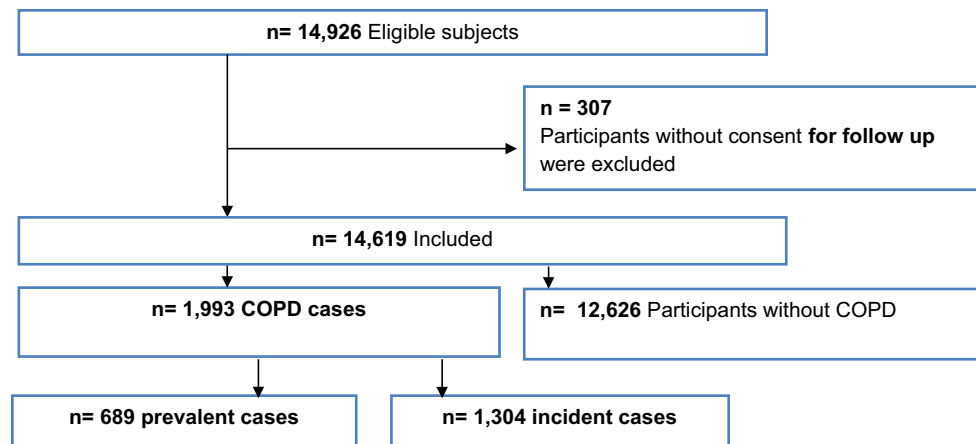 n= 14,926 Eligible subjects
n = 307
Participants without consent for follow up
were excluded
n= 14,619 Included
n= 1,993 COPD cases
n=  12,626 Participants without COPD
n= 689 prevalent cases
n= 1,304 incident cases